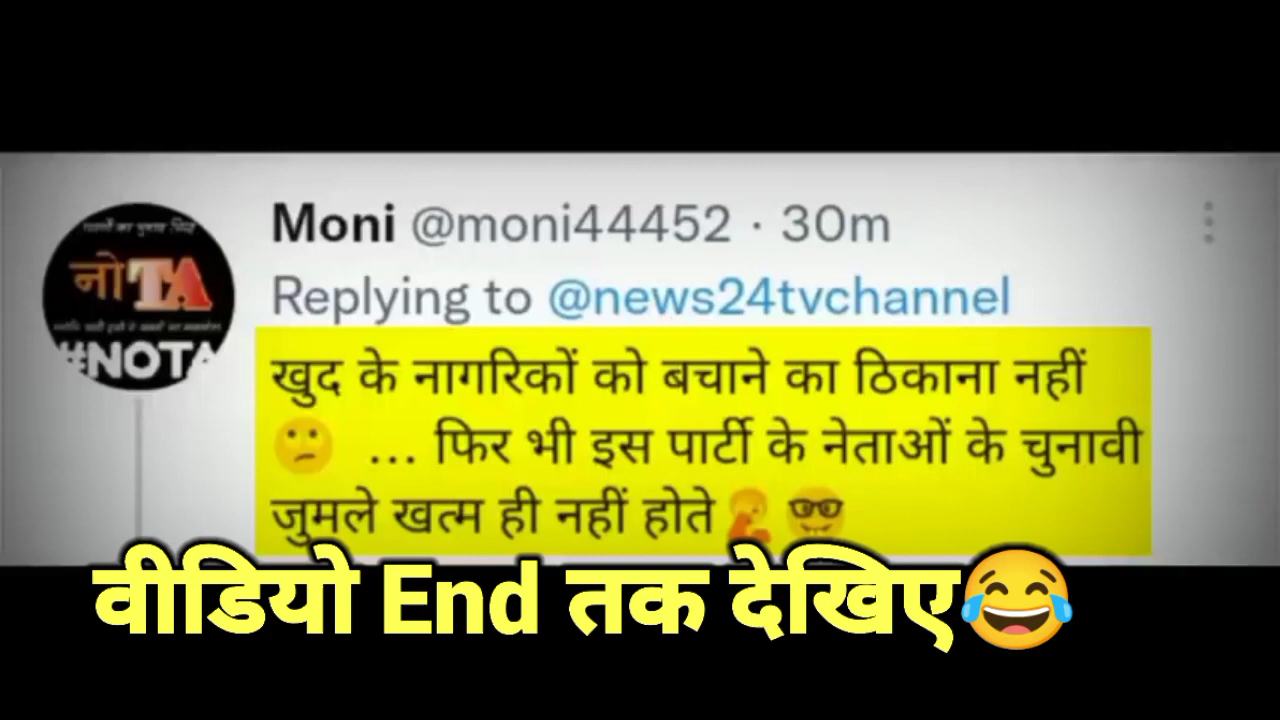 Moni @moni44452 · 30m
Replying to @news24tvchannel
नोTA
#NOTA
खुद के नागरिकों को बचाने का ठिकाना नहीं
🙁 ... फिर भी इस पार्टी के नेताओं के चुनावी
जुमले खत्म ही नहीं होते 🤦🤓
वीडियो End तक देखिए😂